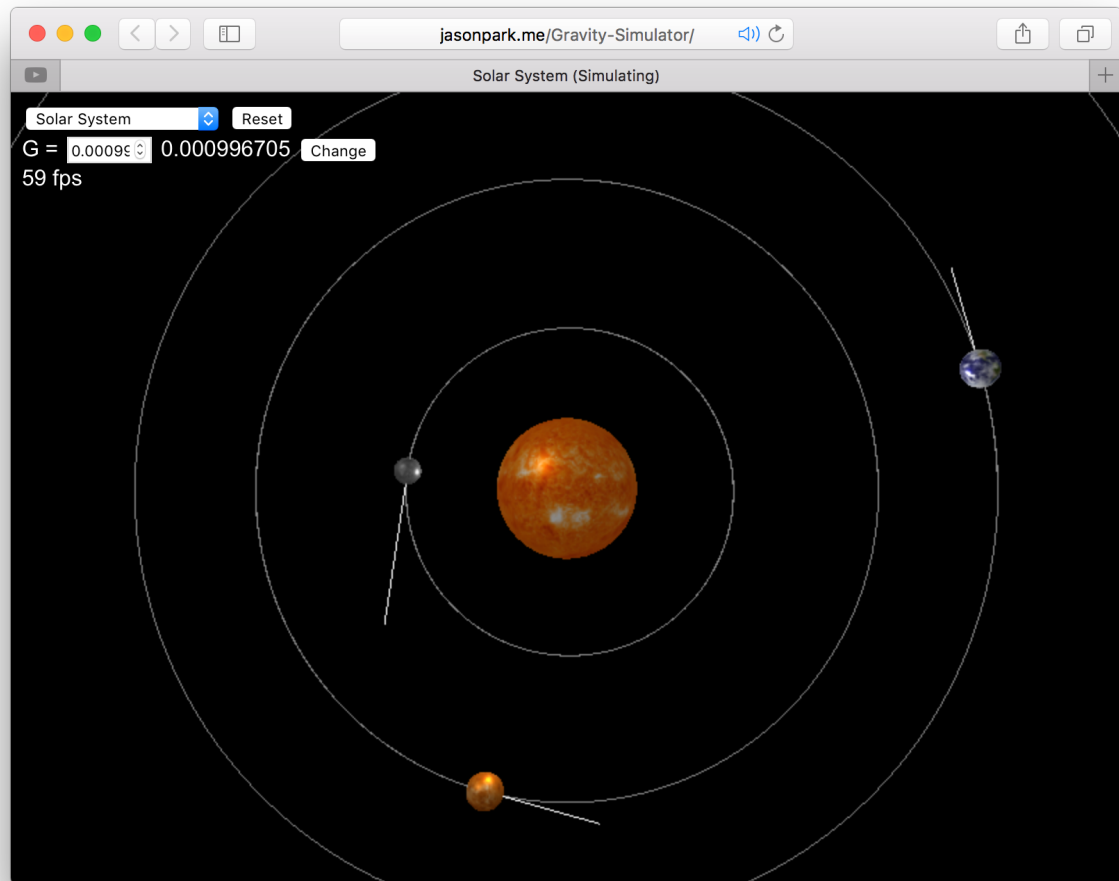 jasonpark.me/Gravity-Simulator/
Solar System (Simulating)
Solar System Reset
G = 0.00099 0.000996705 Change
59 fps